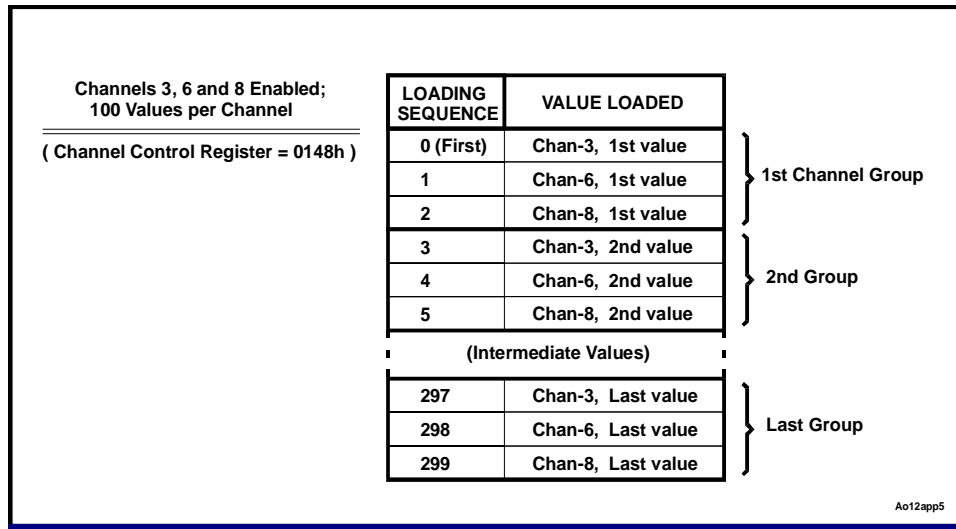 Channels 3, 6 and 8 Enabled;
100 Values per Channel
( Channel Control Register = 0148h )
LOADING SEQUENCE VALUE LOADED
0 (First) Chan-3, 1st value
1 Chan-6, 1st value
2 Chan-8, 1st value
1st Channel Group
3 Chan-3, 2nd value
4 Chan-6, 2nd value
5 Chan-8, 2nd value
2nd Group
(Intermediate Values)
297 Chan-3, Last value
298 Chan-6, Last value
299 Chan-8, Last value
Last Group
Ao12app5